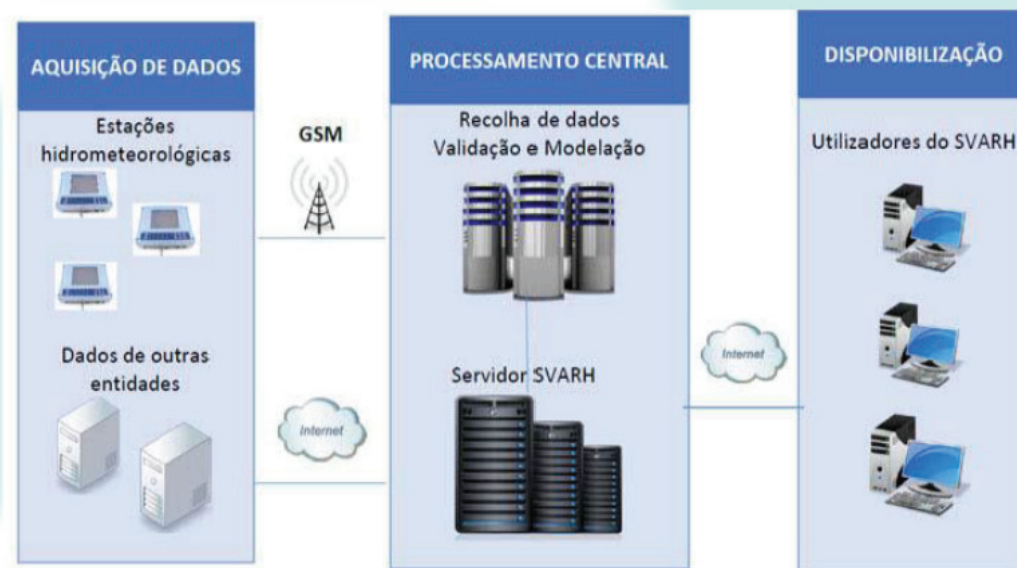 AQUISIÇÃO DE DADOS
Estações
hidrometeorológicas
Dados de outras
entidades
GSM
Internet
PROCESSAMENTO CENTRAL
Recolha de dados
Validação e Modelação
Servidor SVARH
Internet
DISPONIBILIZAÇÃO
Utilizadores do SVARH